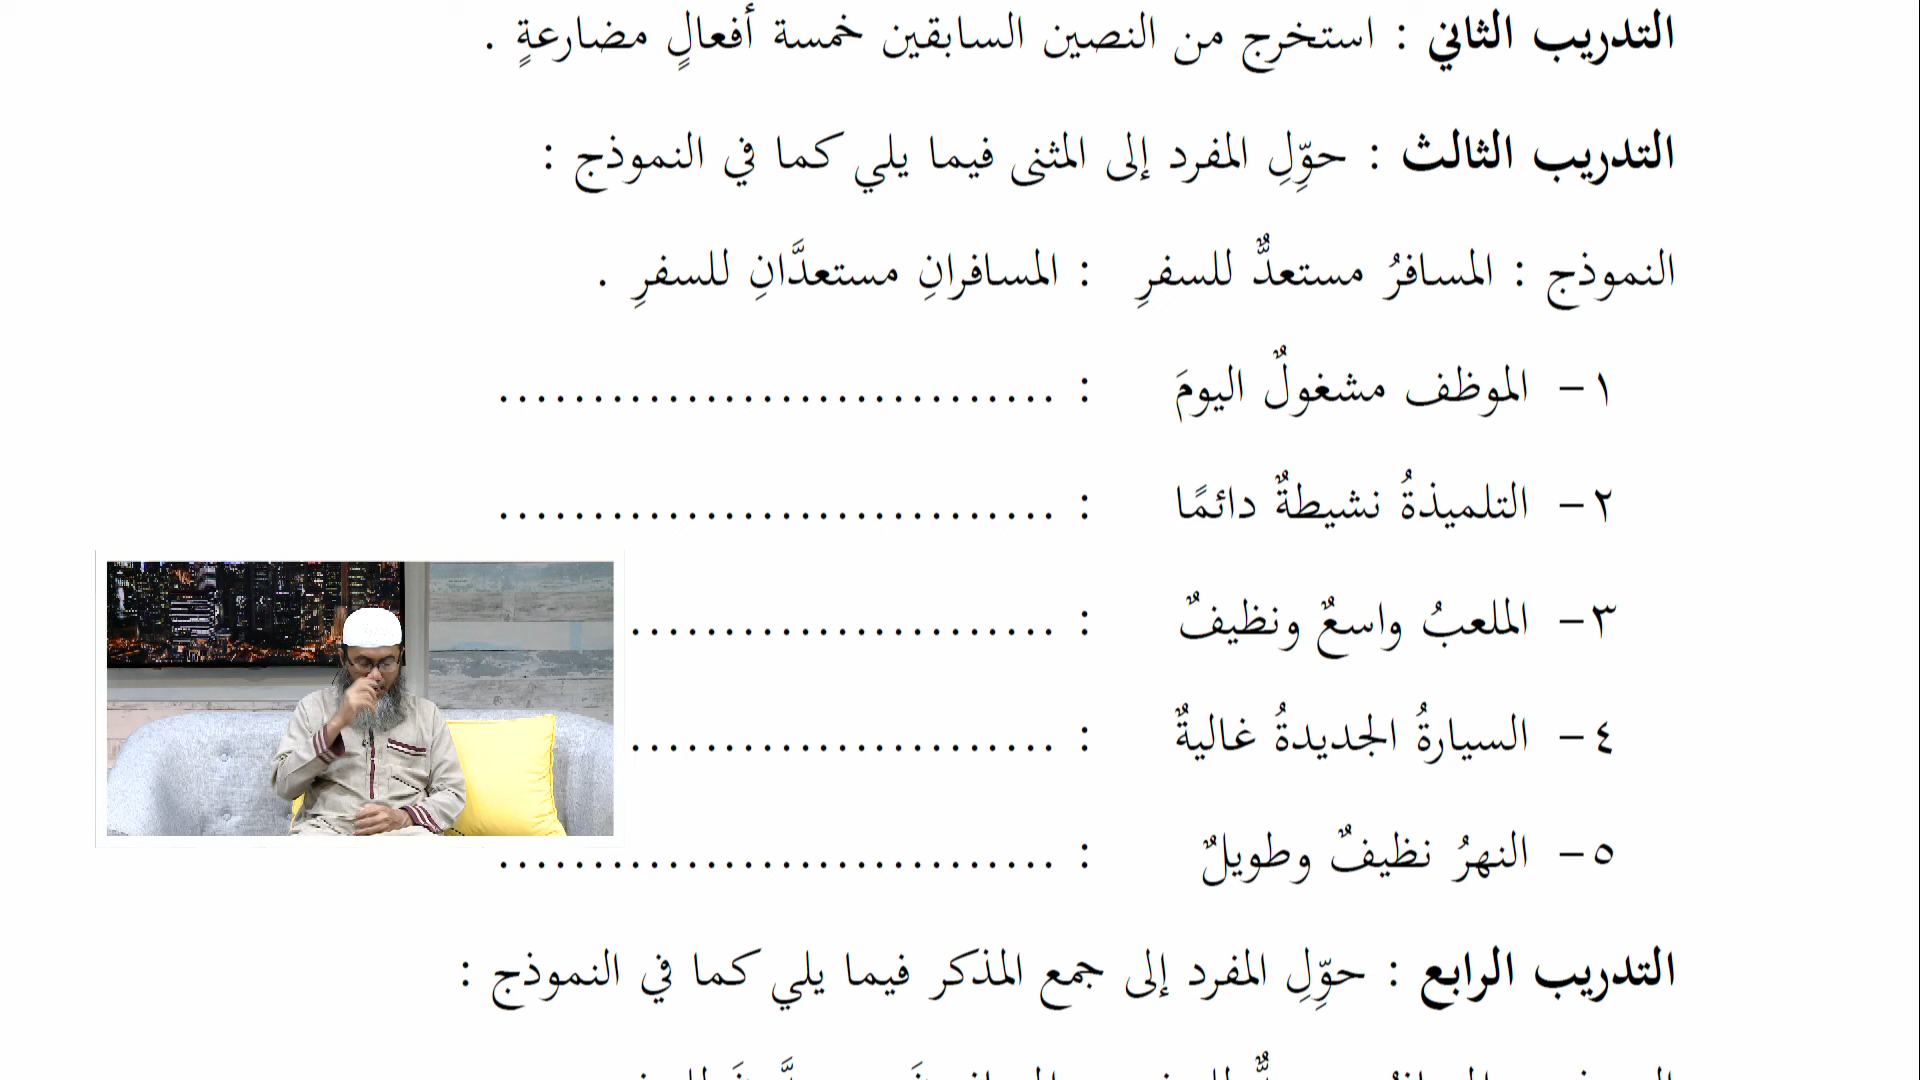 التدريب الثاني : استخرج من النصين السابقين خمسة أفعالٍ مضارعةٍ .
التدريب الثالث : حوِّلِ المفرد إلى المثنى فيما يلي كما في النموذج :
النموذج : المسافرُ مستعدٌّ للسفرِ : المسافرانِ مستعدَّانِ للسفرِ .
١- الموظف مشغولٌ اليومَ : ..............................
٢- التلميذةُ نشيطةٌ دائمًا : ..............................
٣- الملعبُ واسعٌ ونظيفٌ : .......................
٤- السيارةُ الجديدةُ غاليةٌ : .......................
٥- النهرُ نظيفٌ وطويلٌ : ..............................
التدريب الرابع : حوِّلِ المفرد إلى جمع المذكر فيما يلي كما في النموذج :